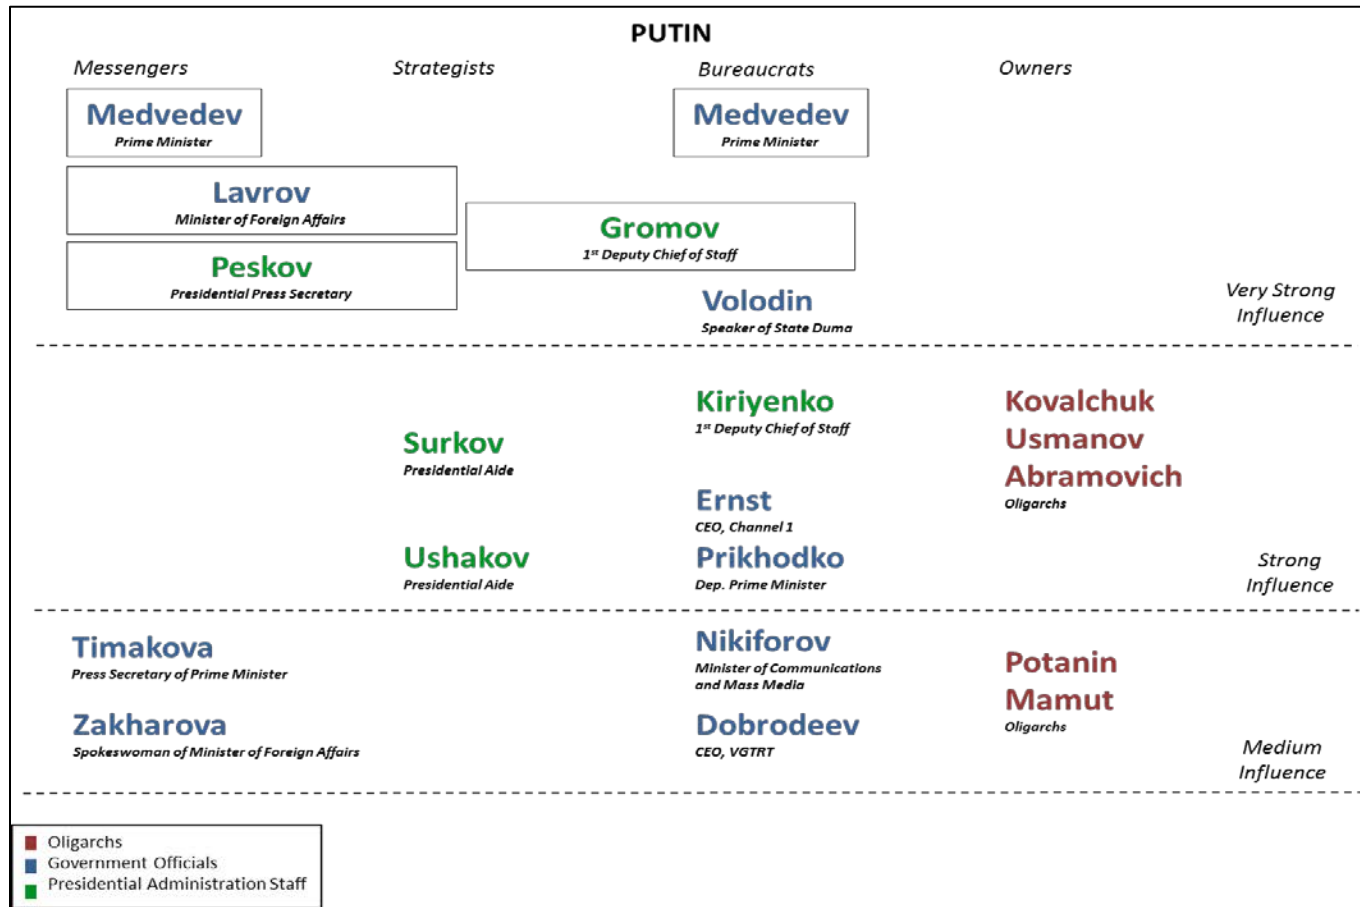 PUTIN
Messengers
Strategists
Bureaucrats
Owners
Medvedev
Prime Minister
Medvedev
Prime Minister
Lavrov
Minister of Foreign Affairs
Gromov
1st Deputy Chief of Staff
Peskov
Presidential Press Secretary
Volodin
Speaker of State Duma
Very Strong
Influence
Kiriyenko
1st Deputy Chief of Staff
Kovalchuk
Usmanov
Abramovich
Oligarchs
Surkov
Presidential Aide
Ernst
CEO, Channel 1
Ushakov
Presidential Aide
Prikhodko
Dep. Prime Minister
Strong
Influence
Timakova
Press Secretary of Prime Minister
Nikiforov
Minister of Communications
and Mass Media
Potanin
Mamut
Oligarchs
Zakharova
Spokeswoman of Minister of Foreign Affairs
Dobrodeev
CEO, VGTRT
Medium
Influence
Oligarchs
Government Officials
Presidential Administration Staff